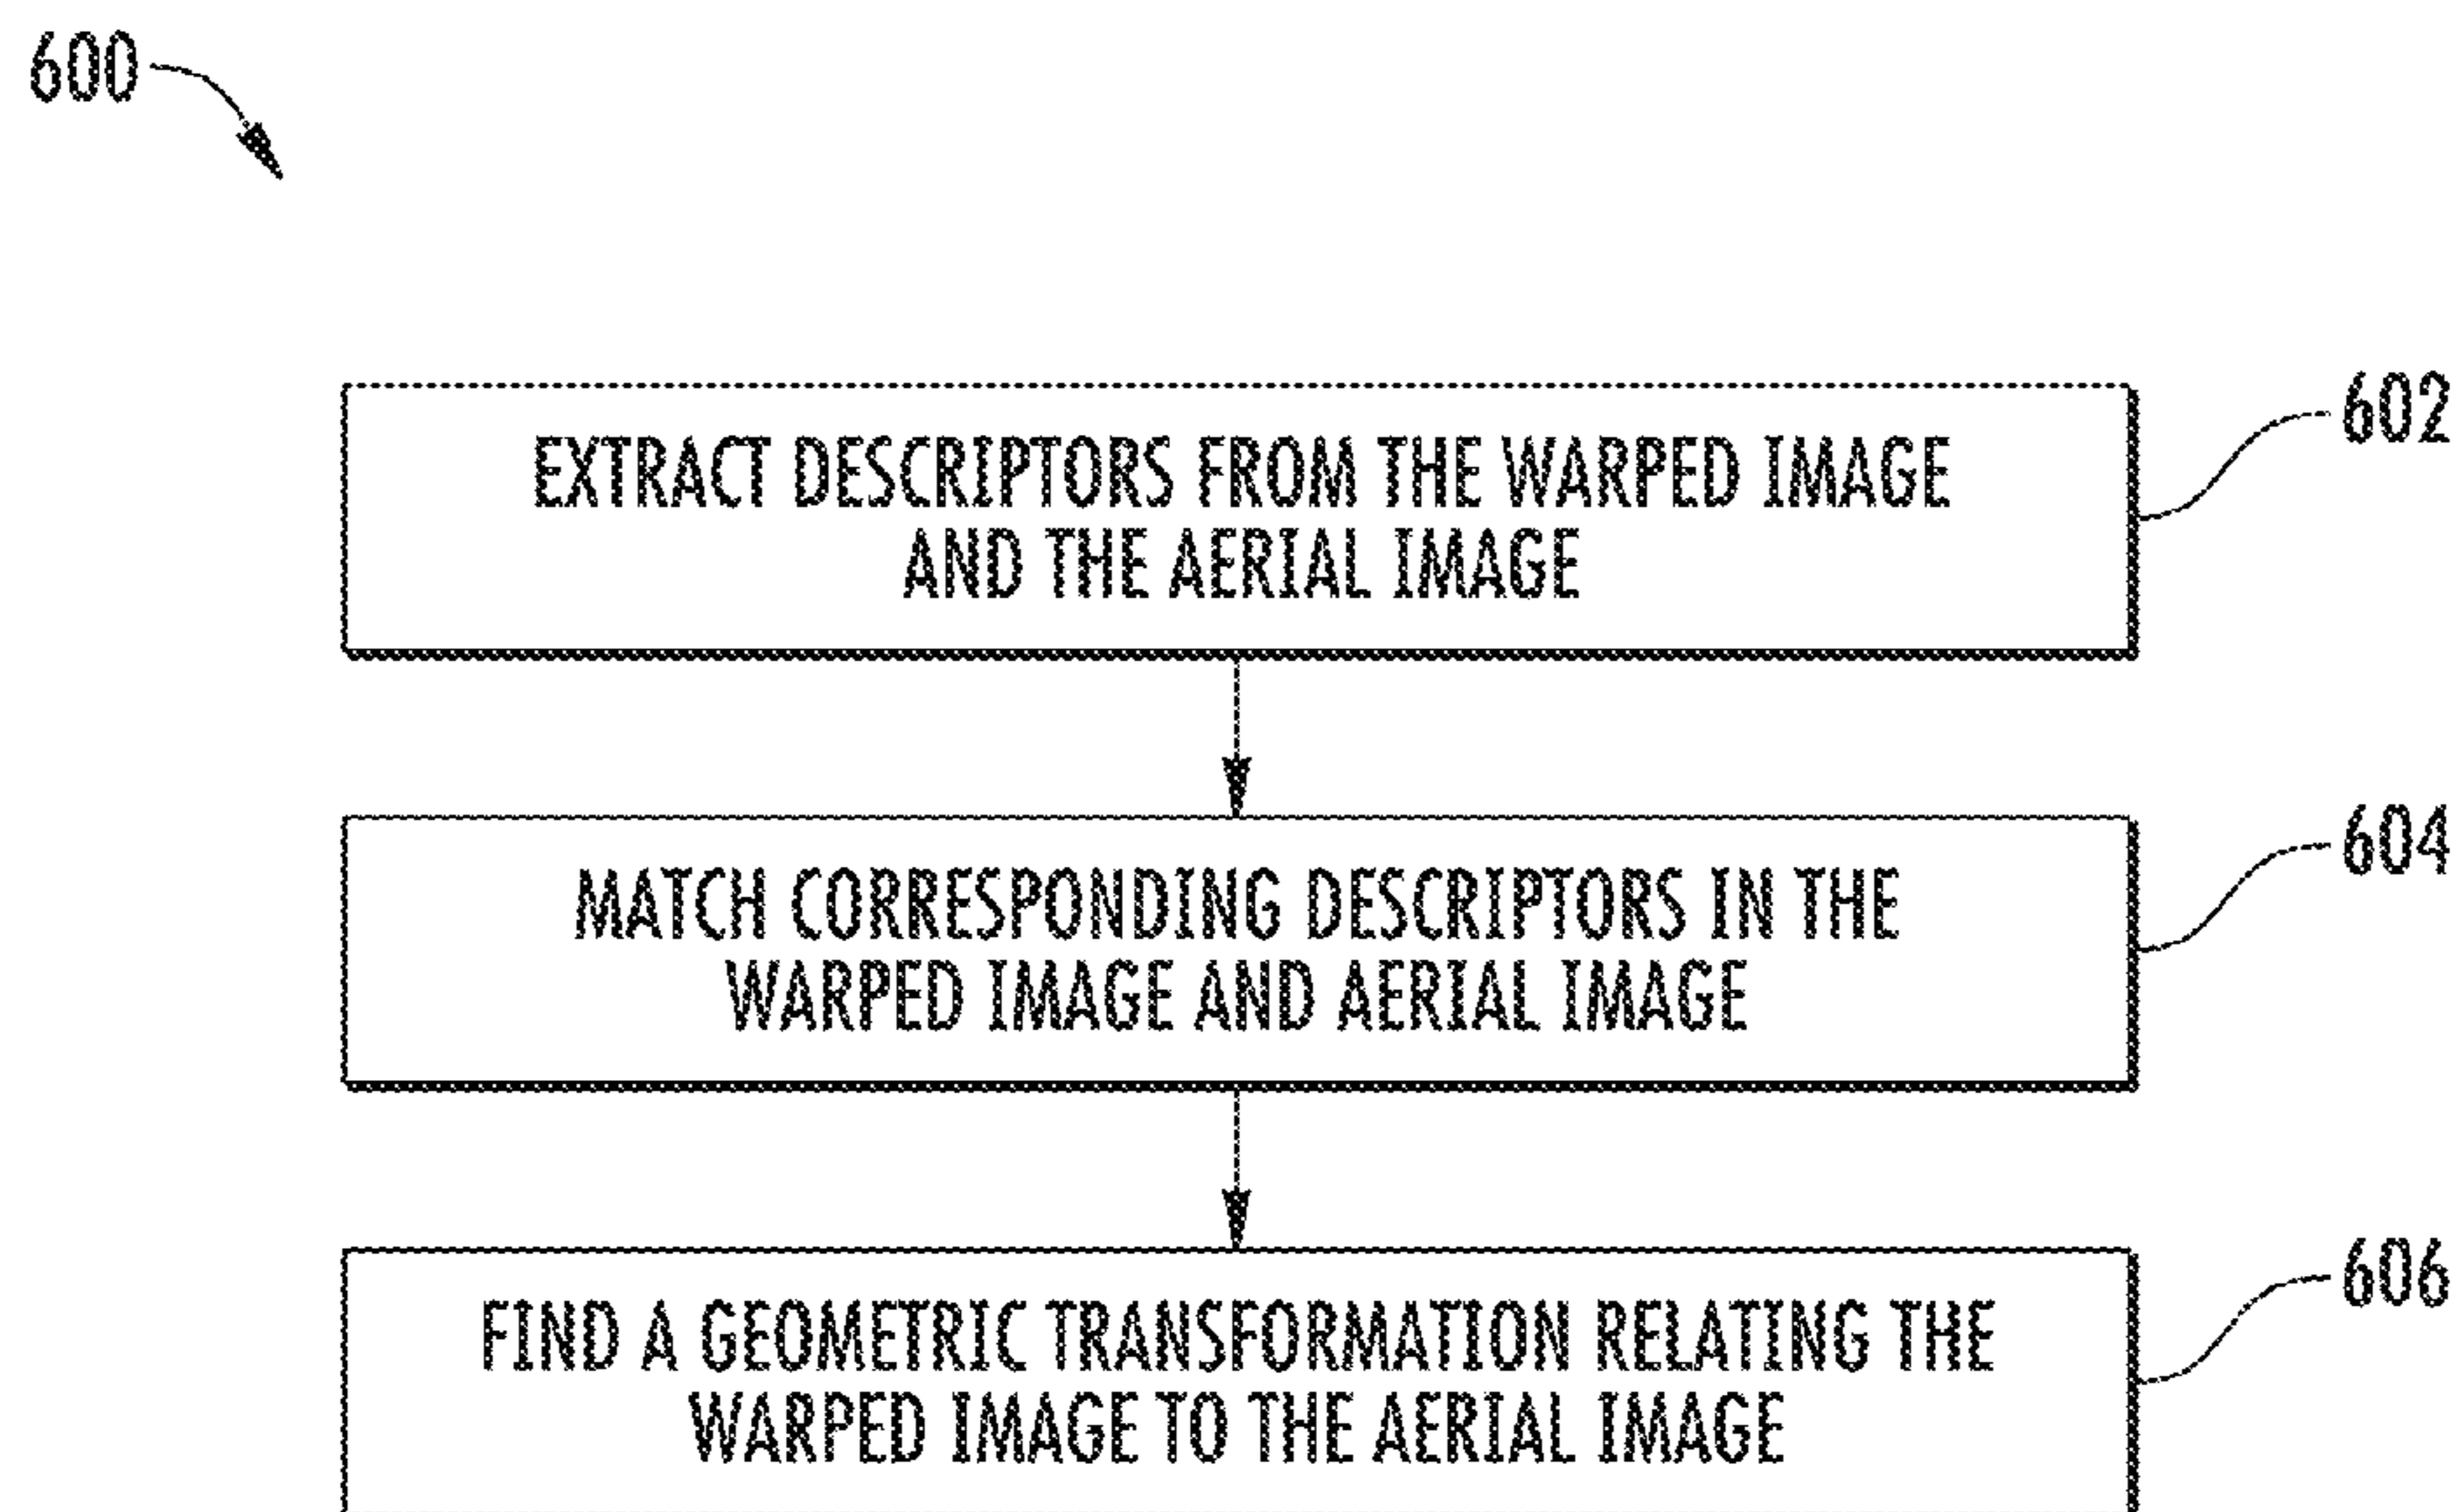 600
EXTRACT DESCRIPTORS FROM THE WARPED IMAGE
AND THE AERIAL IMAGE
602
MATCH CORRESPONDING DESCRIPTORS IN THE
WARPED IMAGE AND AERIAL IMAGE
604
FIND A GEOMETRIC TRANSFORMATION RELATING THE
WARPED IMAGE TO THE AERIAL IMAGE
606